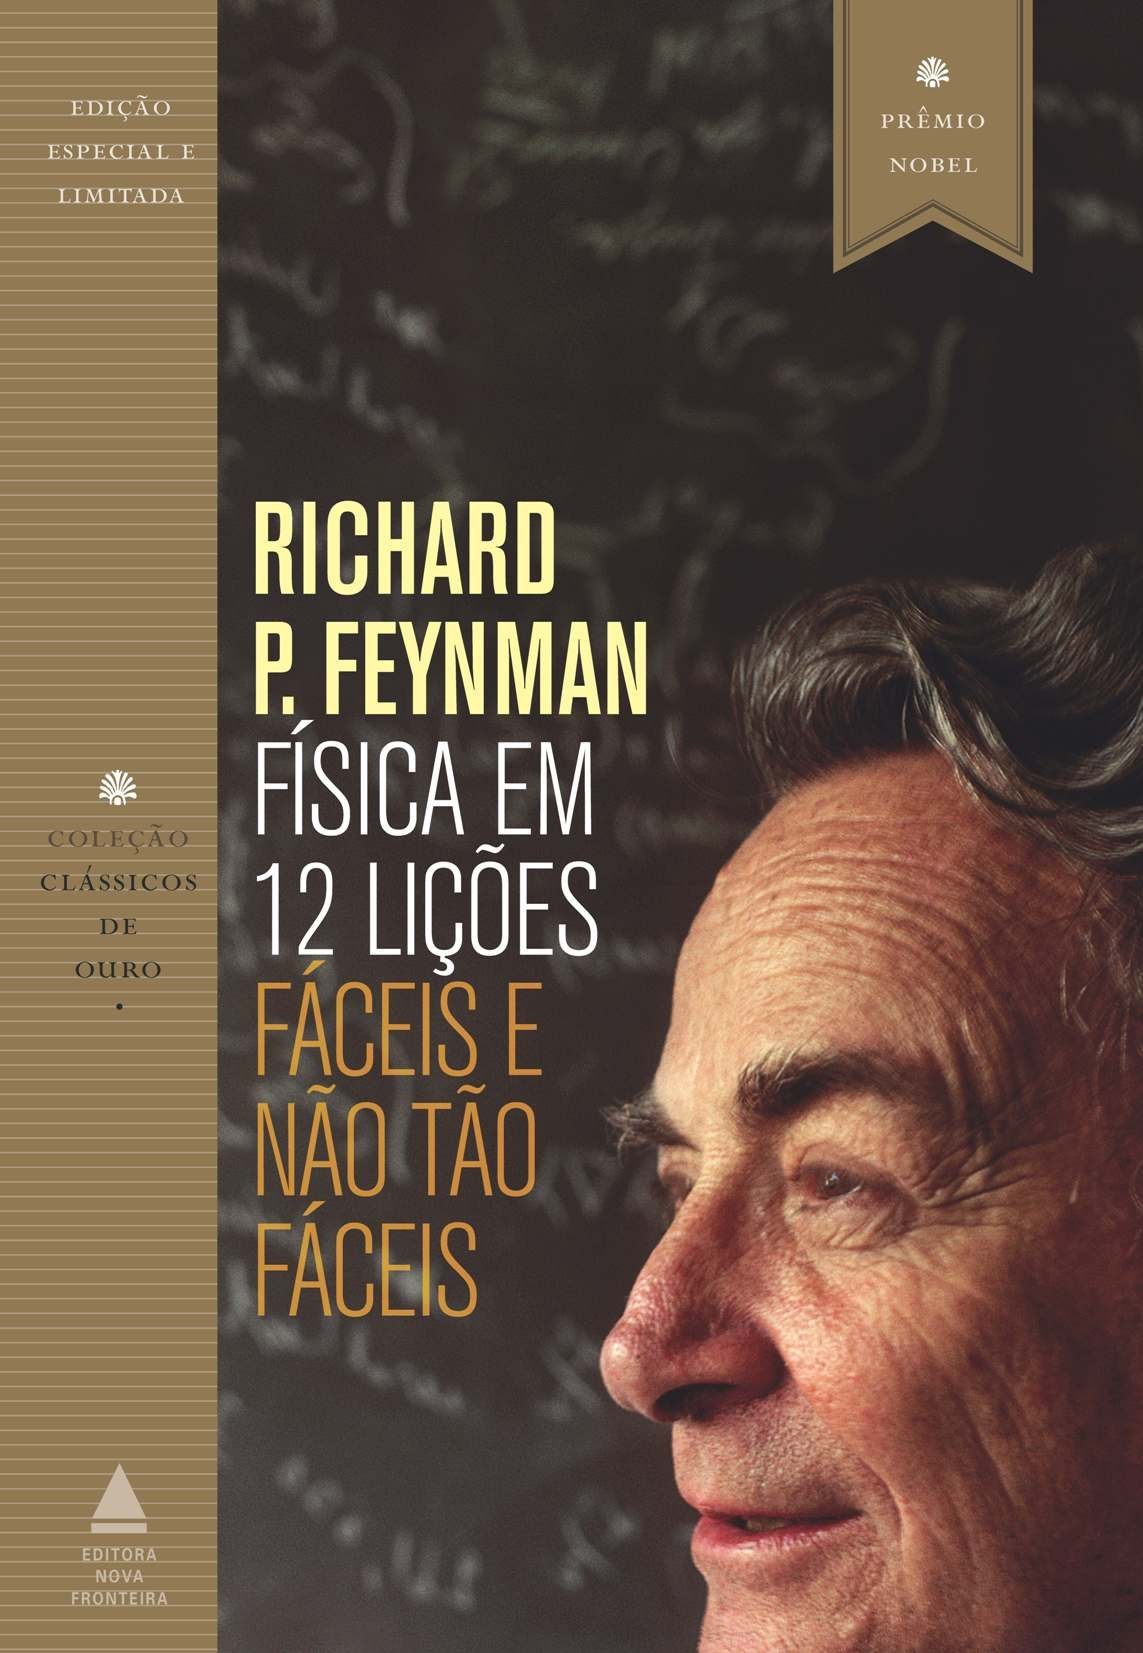 EDIÇÃO
ESPECIAL E
LIMITADA
PRÊMIO
NOBEL
RICHARD
P. FEYNMAN
FÍSICA EM
12 LIÇÕES
FÁCEIS E
NÃO TÃO
FÁCEIS
COLEÇÃO
CLÁSSICOS
DE
OURO
EDITORA
NOVA
FRONTEIRA